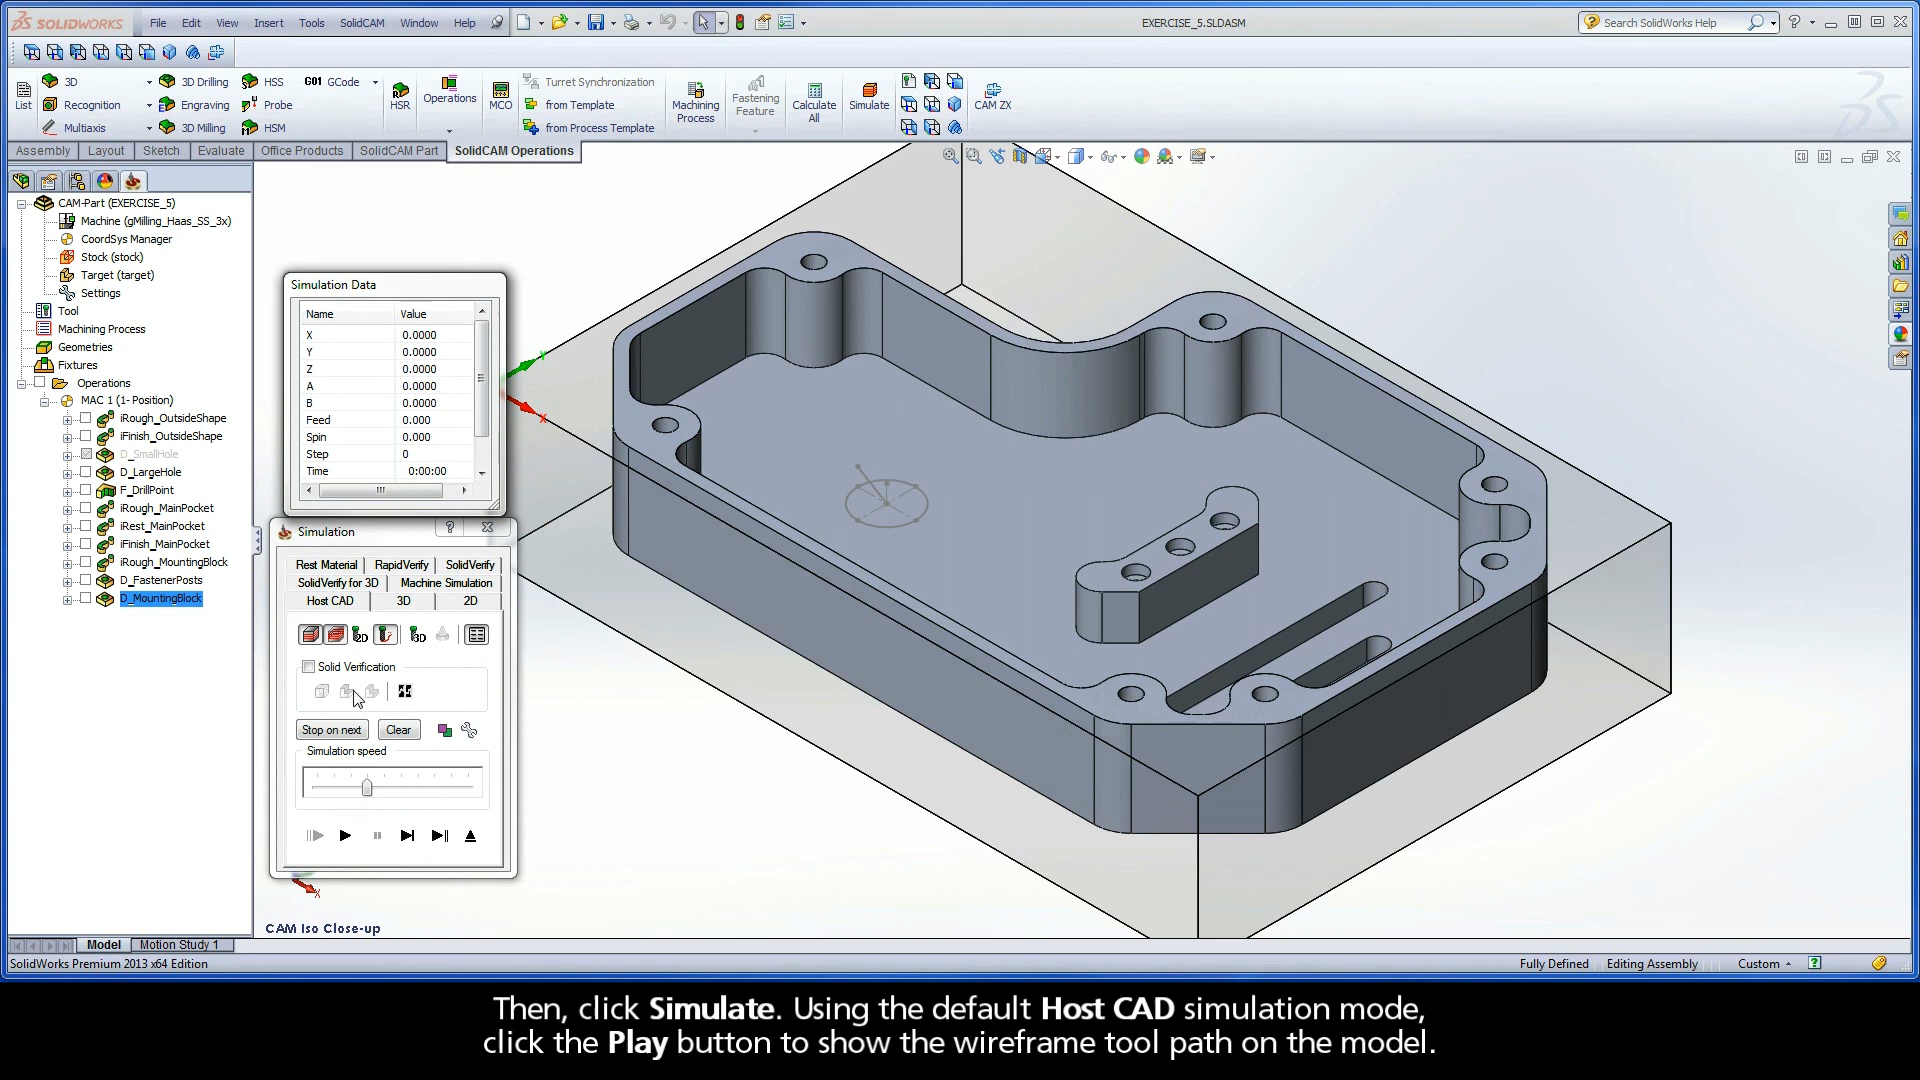 SOLIDWORKS File Edit View Insert Tools SolidCAM Window Help EXERCISE_5.SLDASM Search SolidWorks Help
3D 3D Drilling HSS G01 GCode Turret Synchronization
List Recognition Engraving Probe HSR Operations MCO from Template Machining Process Fastening Feature Calculate All Simulate CAM ZX
Multiaxis 3D Milling HSM from Process Template
Assembly Layout Sketch Evaluate Office Products SolidCAM Part SolidCAM Operations
CAM-Part (EXERCISE_5)
Machine (gMilling_Haas_SS_3x)
CoordSys Manager
Stock (stock)
Target (target)
Settings
Tool
Machining Process
Geometries
Fixtures
Operations
MAC 1 (1- Position)
iRough_OutsideShape
iFinish_OutsideShape
D_SmallHole
D_LargeHole
F_DrillPoint
iRough_MainPocket
iRest_MainPocket
iFinish_MainPocket
iRough_MountingBlock
D_FastenerPosts
D_MountingBlock
Simulation Data
Name Value
X 0.0000
Y 0.0000
Z 0.0000
A 0.0000
B 0.0000
Feed 0.000
Spin 0.000
Step 0
Time 0:00:00
Simulation
Rest Material RapidVerify SolidVerify
SolidVerify for 3D Machine Simulation
Host CAD 3D 2D
2D 3D
Solid Verification
Stop on next Clear
Simulation speed
CAM Iso Close-up
Model Motion Study 1
SolidWorks Premium 2013 x64 Edition Fully Defined Editing Assembly Custom
Then, click Simulate. Using the default Host CAD simulation mode,
click the Play button to show the wireframe tool path on the model.